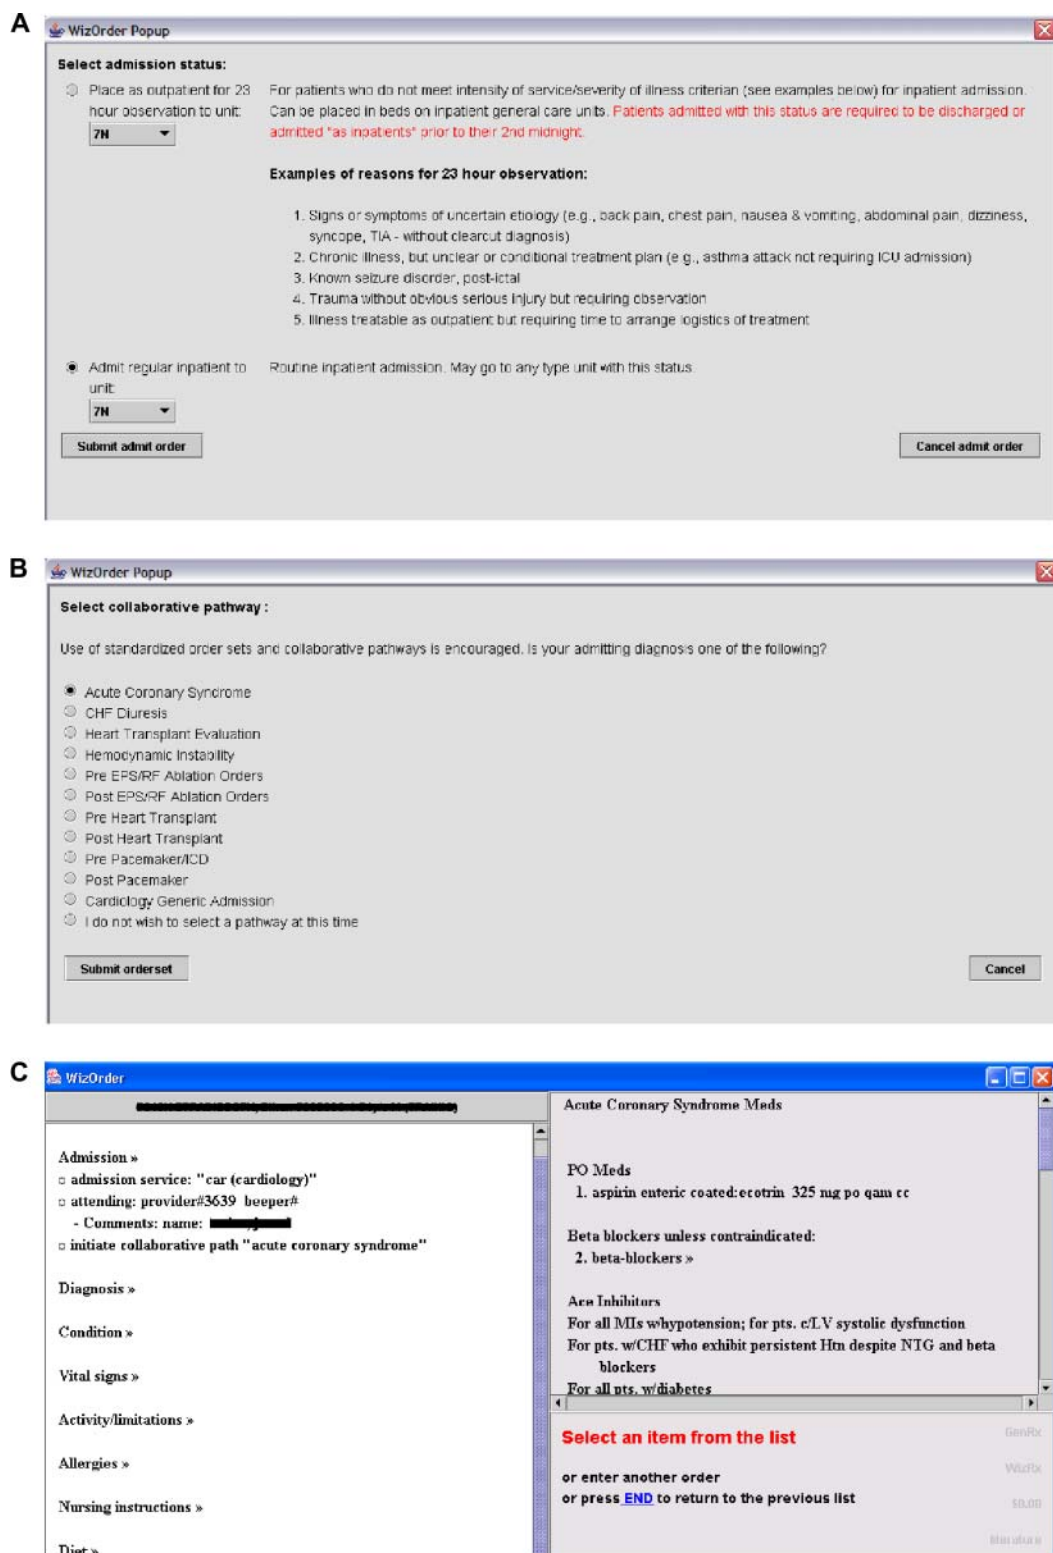 A
WizOrder Popup
Select admission status:
Place as outpatient for 23 hour observation to unit:
7N
For patients who do not meet intensity of service/severity of illness criterian (see examples below) for inpatient admission.
Can be placed in beds on inpatient general care units. Patients admitted with this status are required to be discharged or
admitted "as inpatients" prior to their 2nd midnight.
Examples of reasons for 23 hour observation:
1. Signs or symptoms of uncertain etiology (e.g., back pain, chest pain, nausea & vomiting, abdominal pain, dizziness,
syncope, TIA - without clearcut diagnosis)
2. Chronic illness, but unclear or conditional treatment plan (e.g., asthma attack not requiring ICU admission)
3. Known seizure disorder, post-ictal
4. Trauma without obvious serious injury but requiring observation
5. Illness treatable as outpatient but requiring time to arrange logistics of treatment
Admit regular inpatient to
unit:
7N
Routine inpatient admission. May go to any type unit with this status.
Submit admit order
Cancel admit order
B
WizOrder Popup
Select collaborative pathway :
Use of standardized order sets and collaborative pathways is encouraged. Is your admitting diagnosis one of the following?
Acute Coronary Syndrome
CHF Diuresis
Heart Transplant Evaluation
Hemodynamic Instability
Pre EPS/RF Ablation Orders
Post EPS/RF Ablation Orders
Pre Heart Transplant
Post Heart Transplant
Pre Pacemaker/ICD
Post Pacemaker
Cardiology Generic Admission
I do not wish to select a pathway at this time
Submit orderset
Cancel
C
WizOrder
Admission »
admission service: "car (cardiology)"
attending: provider#3639 beeper#
- Comments: name:
initiate collaborative path "acute coronary syndrome"
Diagnosis »
Condition »
Vital signs »
Activity/limitations »
Allergies »
Nursing instructions »
Diet »
Acute Coronary Syndrome Meds
PO Meds
1. aspirin enteric coated:ecotrin 325 mg po qam cc
Beta blockers unless contraindicated:
2. beta-blockers »
Ace Inhibitors
For all MIs w/hypotension; for pts. c/LV systolic dysfunction
For pts. w/CHF who exhibit persistent Htn despite NTG and beta
blockers
For all pts. w/diabetes
Select an item from the list
or enter another order
or press END to return to the previous list
GenRx
WizRx
$0.00
literature